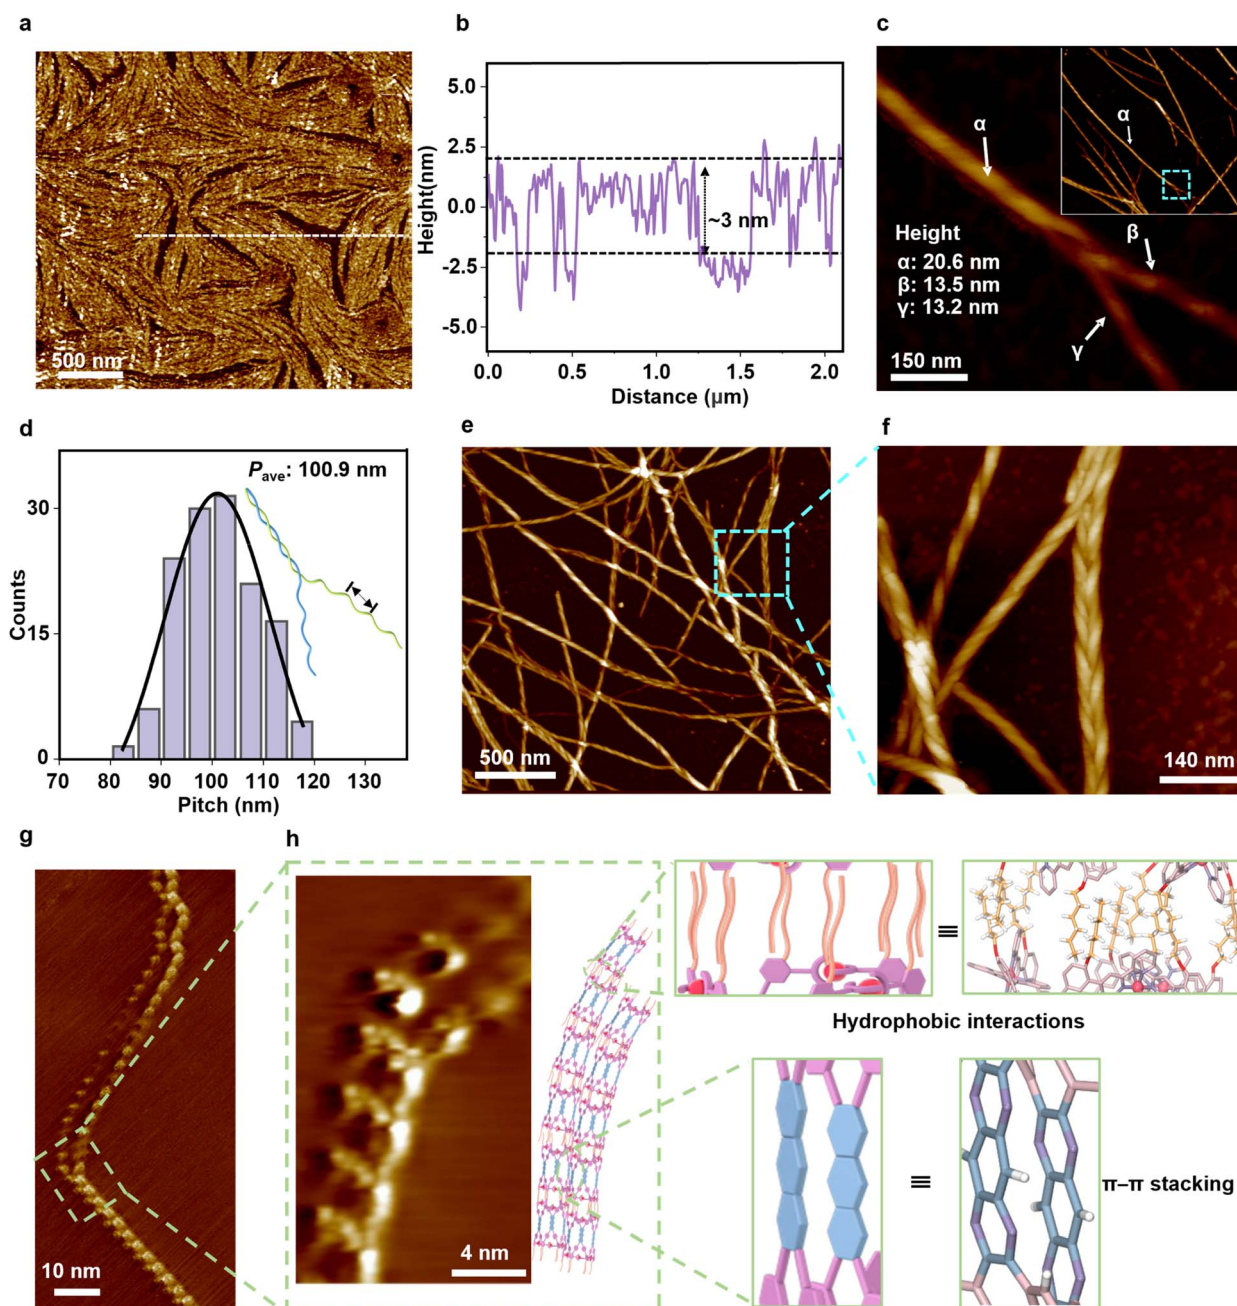 a
500 nm
b
5.0
2.5
0.0
-2.5
-5.0
Height(nm)
~3 nm
0.0 0.5 1.0 1.5 2.0
Distance (μm)
c
α
α
β
γ
Height
α: 20.6 nm
β: 13.5 nm
γ: 13.2 nm
150 nm
d
Pave: 100.9 nm
30
15
0
Counts
70 80 90 100 110 120 130
Pitch (nm)
e
500 nm
f
140 nm
g
10 nm
h
4 nm
≡
Hydrophobic interactions
≡
π–π stacking